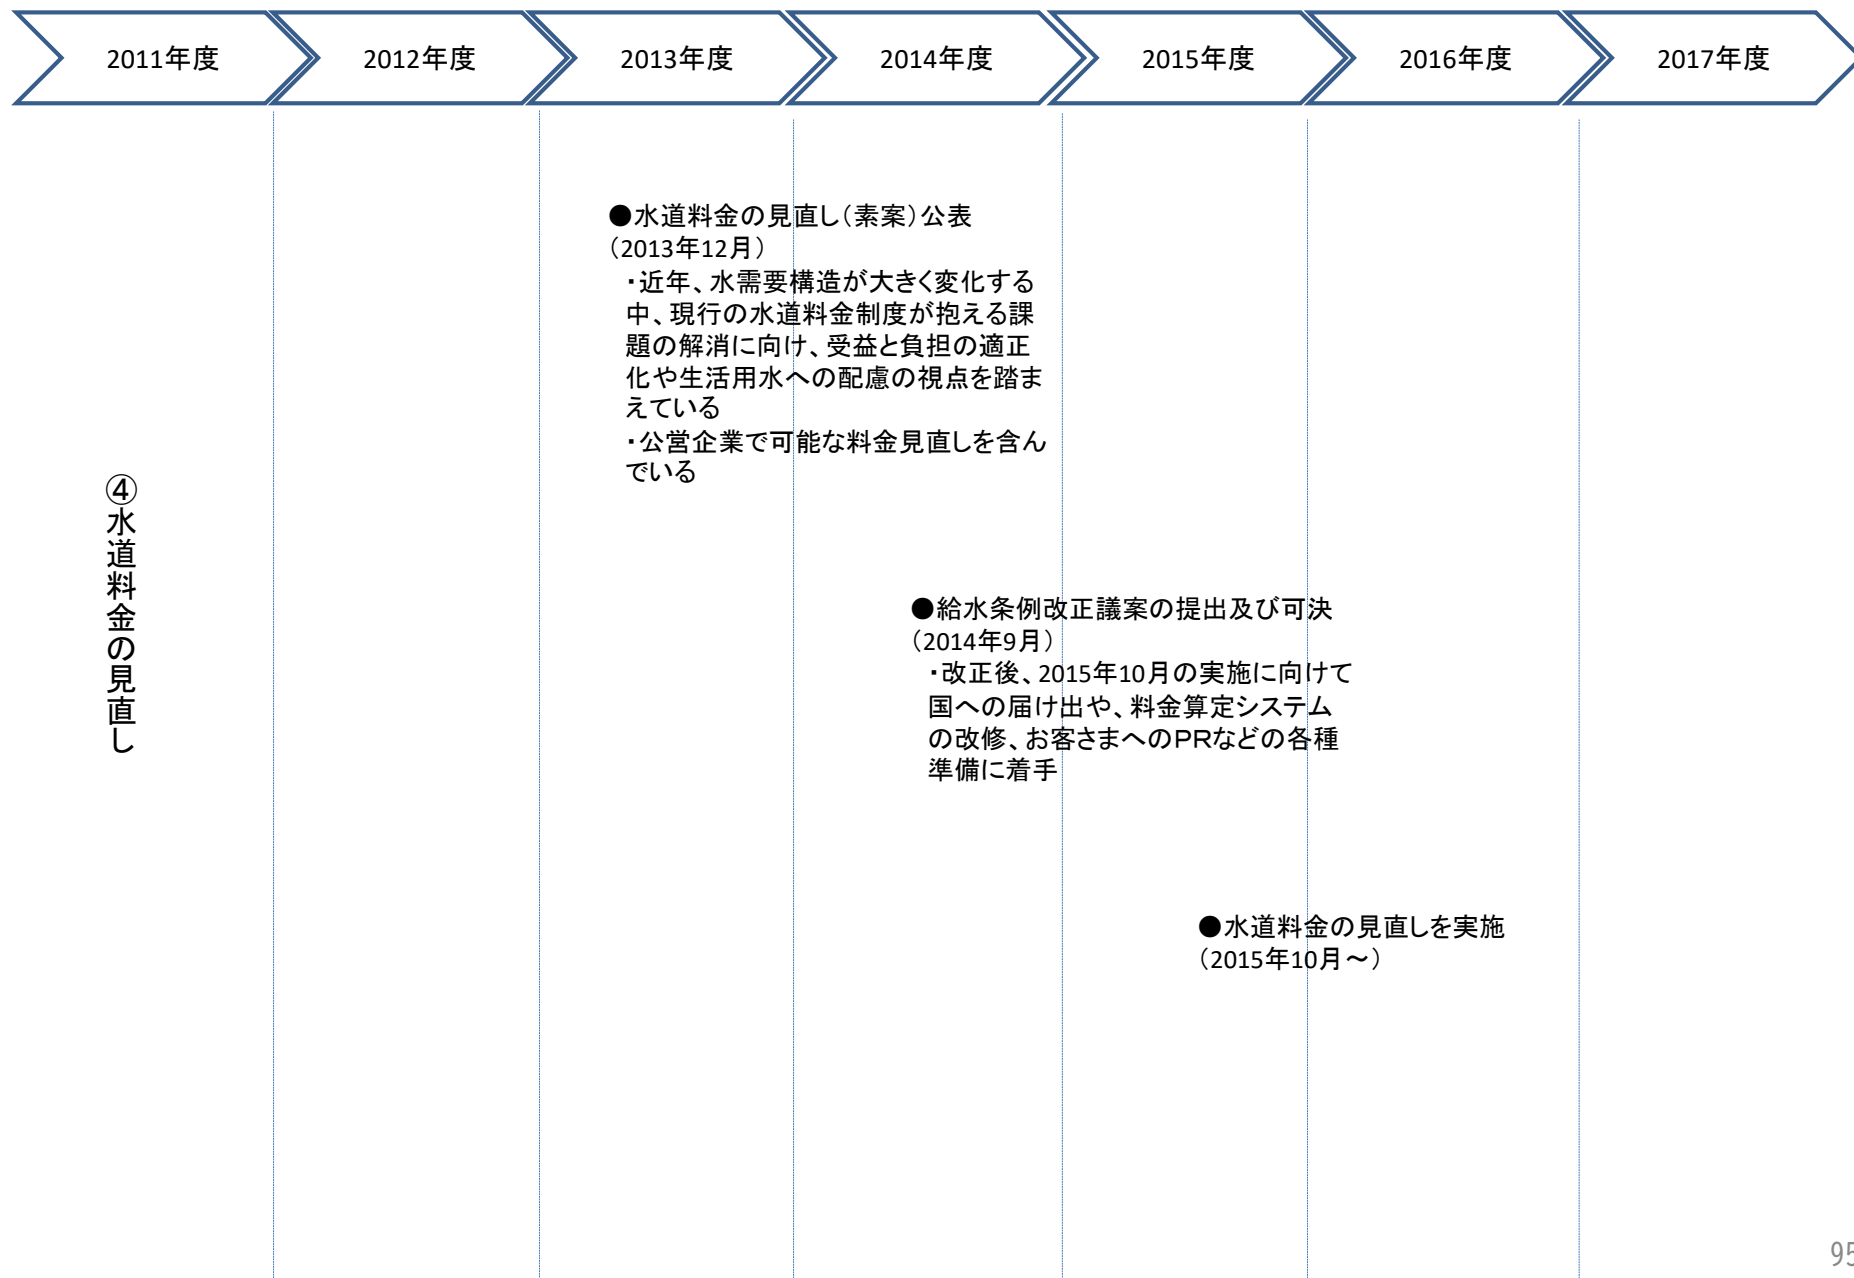 2011年度
2012年度
2013年度
2014年度
2015年度
2016年度
2017年度
④水道料金の見直し
●水道料金の見直し（素案）公表
（2013年12月）
・近年、水需要構造が大きく変化する
中、現行の水道料金制度が抱える課
題の解消に向け、受益と負担の適正
化や生活用水への配慮の視点を踏ま
えている
・公営企業で可能な料金見直しを含ん
でいる
●給水条例改正議案の提出及び可決
（2014年9月）
・改正後、2015年10月の実施に向けて
国への届け出や、料金算定システム
の改修、お客さまへのPRなどの各種
準備に着手
●水道料金の見直しを実施
（2015年10月～）
95